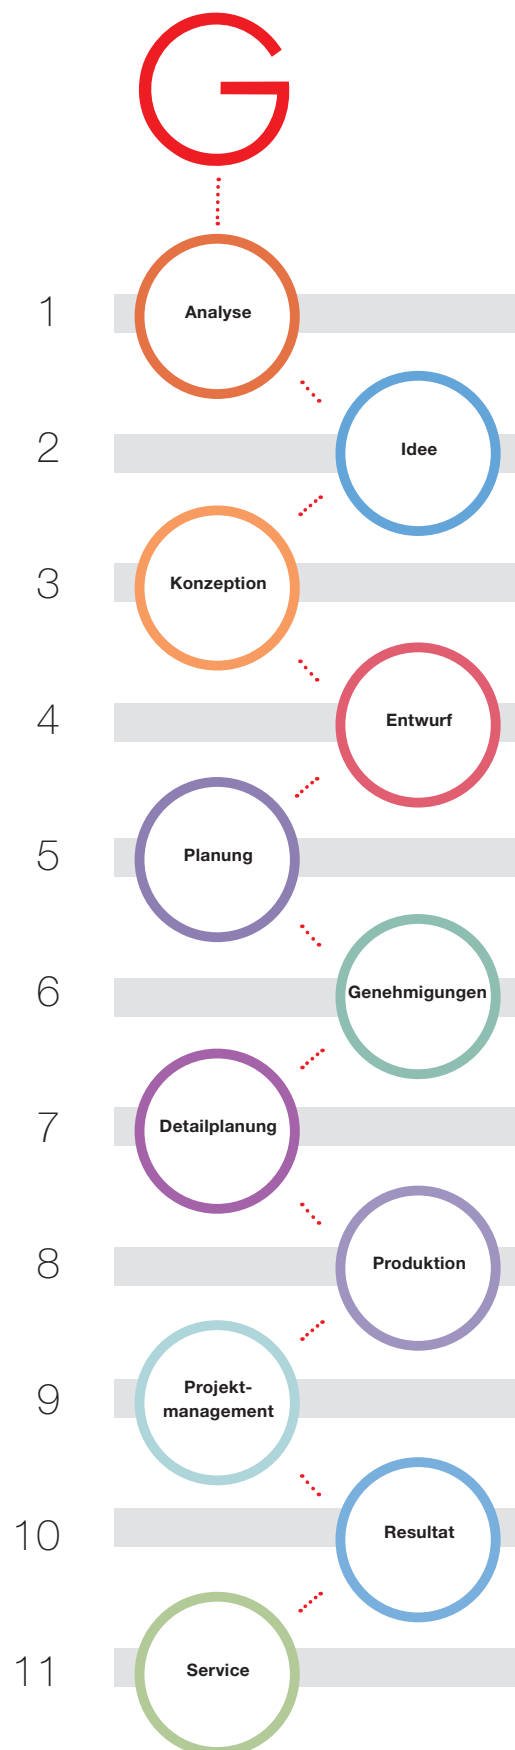 G
1
Analyse
2
Idee
3
Konzeption
4
Entwurf
5
Planung
6
Genehmigungen
7
Detailplanung
8
Produktion
9
Projekt-
management
10
Resultat
11
Service